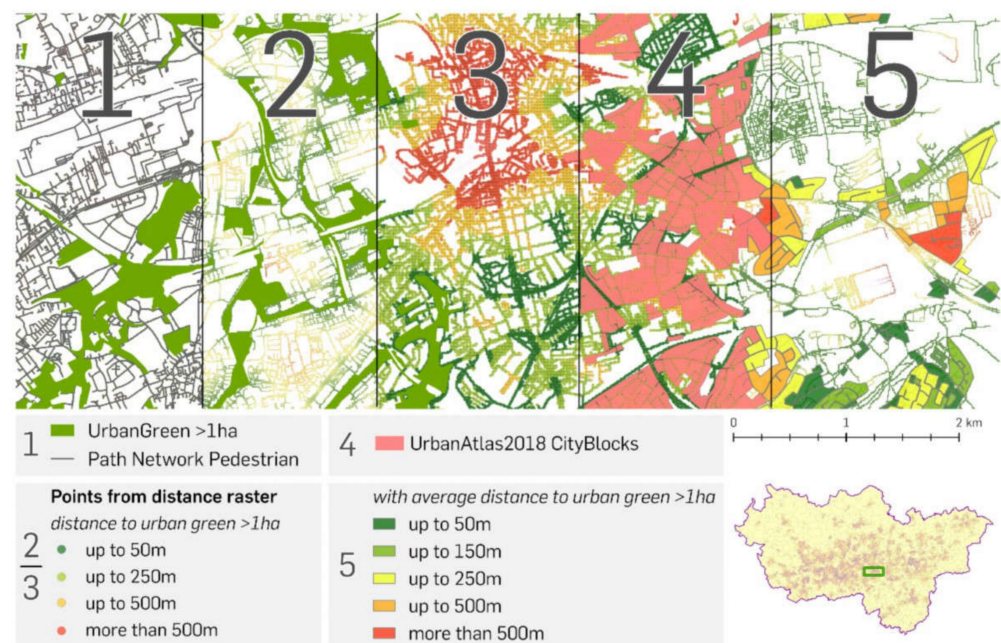 1 2 3 4 5
1
UrbanGreen >1ha
Path Network Pedestrian
4
UrbanAtlas2018 CityBlocks
0 1 2 km
2
3
Points from distance raster
distance to urban green >1ha
up to 50m
up to 250m
up to 500m
more than 500m
5
with average distance to urban green >1ha
up to 50m
up to 150m
up to 250m
up to 500m
more than 500m